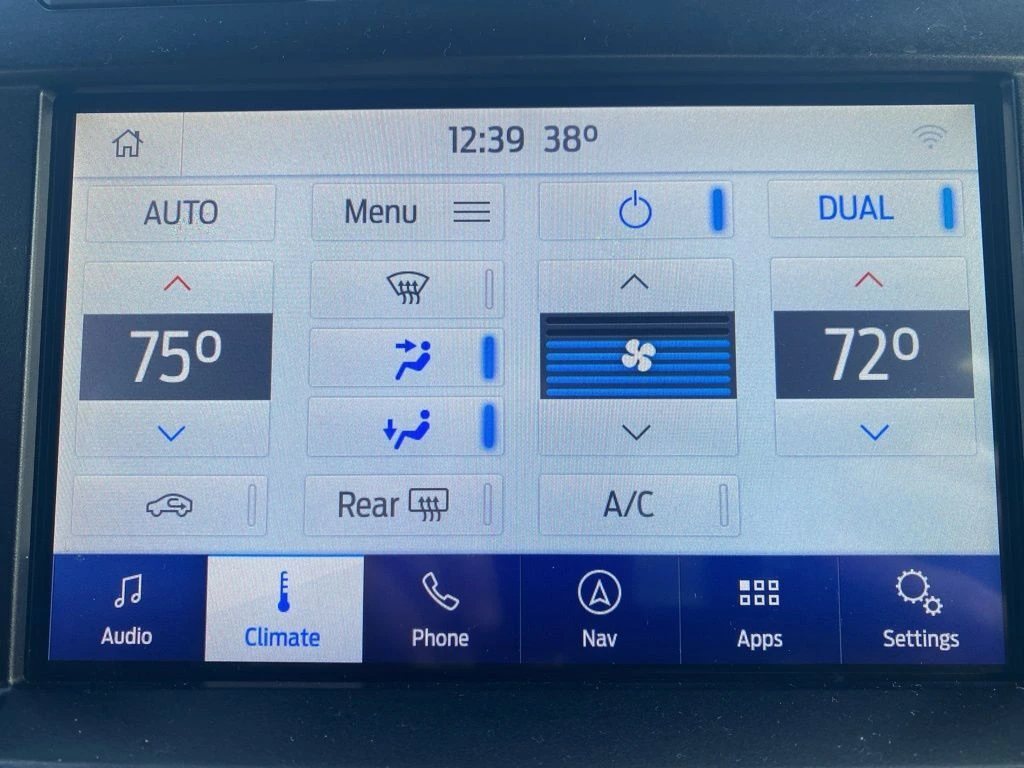 12:39 38º
AUTO
Menu
DUAL
75º
72º
Rear
A/C
Audio
Climate
Phone
Nav
Apps
Settings